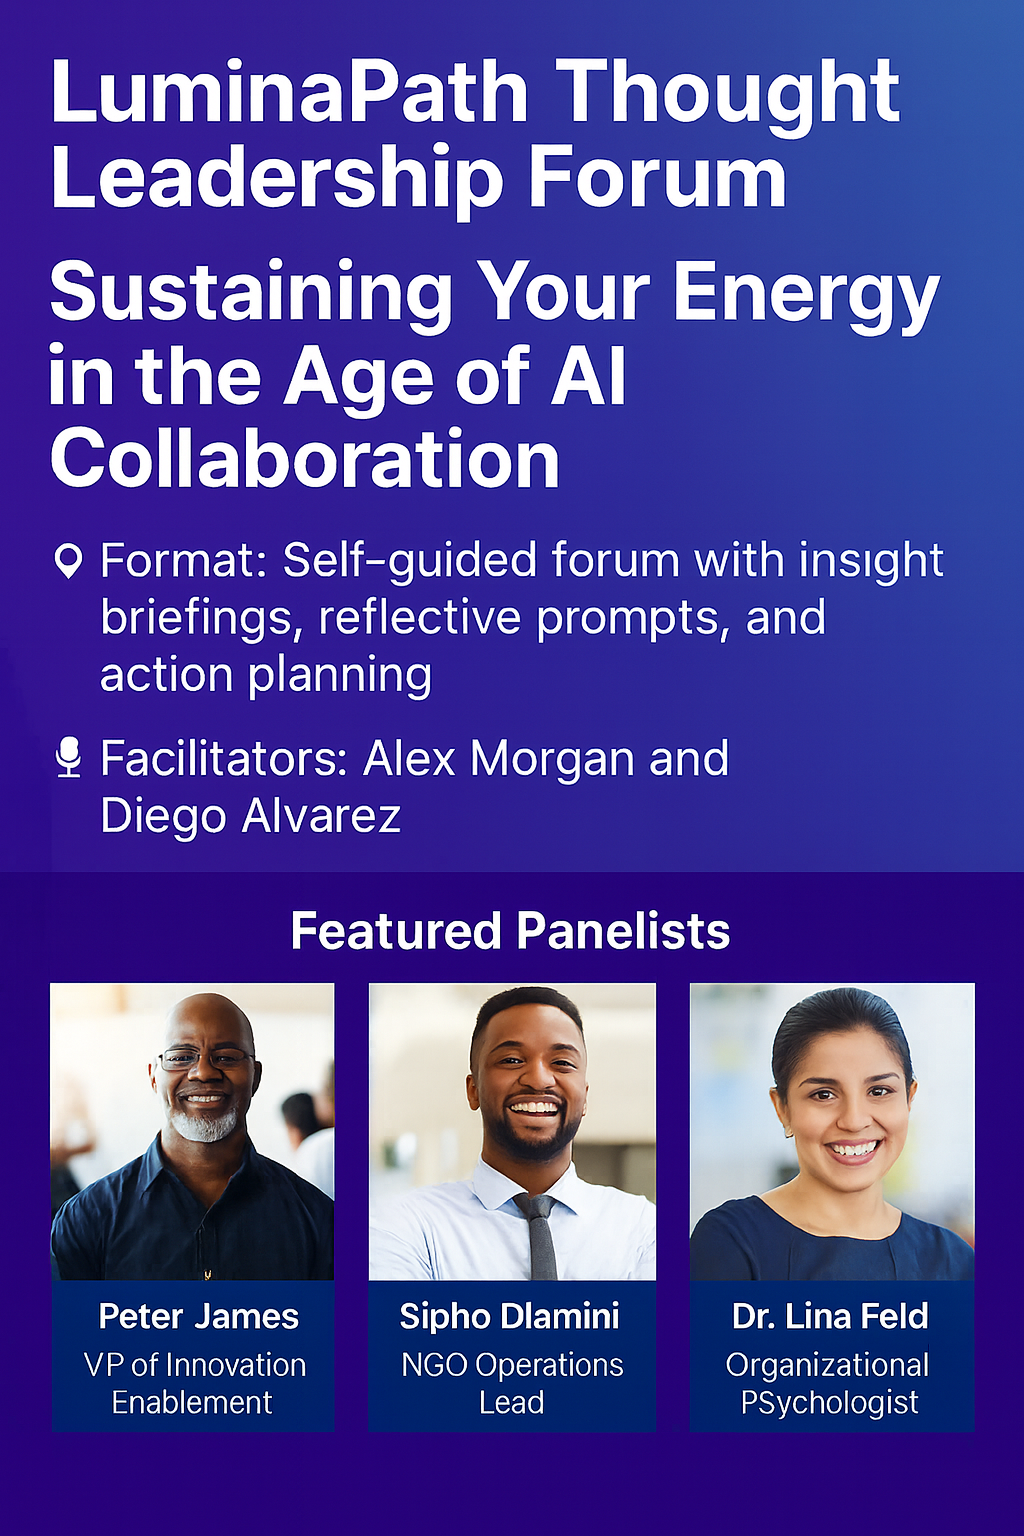 LuminaPath Thought
Leadership Forum
Sustaining Your Energy
in the Age of AI
Collaboration
Format: Self-guided forum with insıght
briefings, reflective prompts, and
action planning
Facilitators: Alex Morgan and
Diego Alvarez
Featured Panelists
Peter James
VP of Innovation
Enablement
Sipho Dlamini
NGO Operations
Lead
Dr. Lina Feld
Organizational
PSychologist